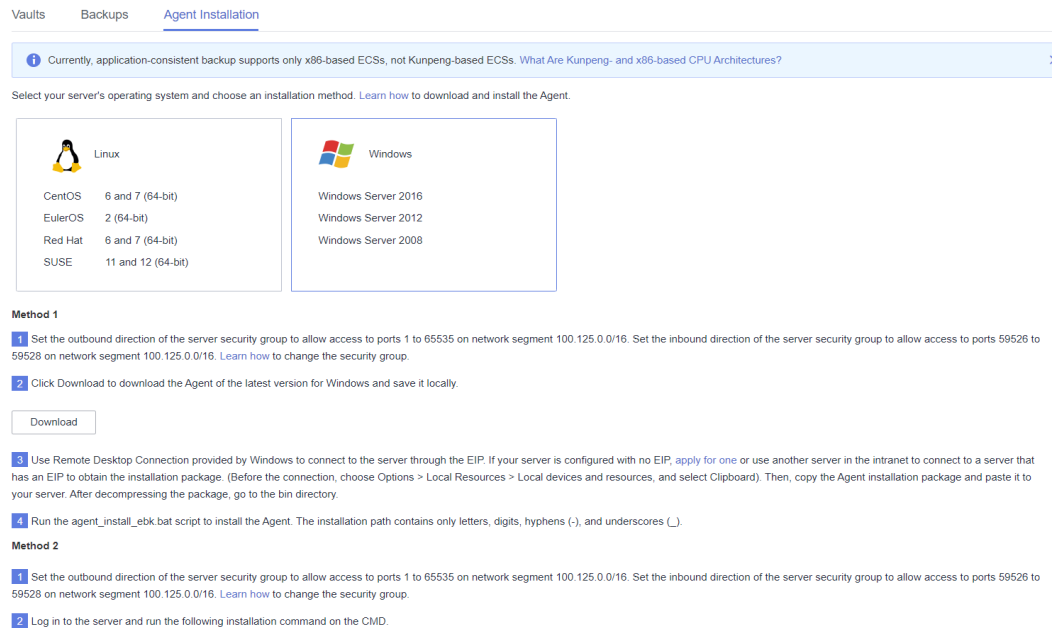 Vaults Backups Agent Installation
Currently, application-consistent backup supports only x86-based ECSs, not Kunpeng-based ECSs. What Are Kunpeng- and x86-based CPU Architectures?
Select your server's operating system and choose an installation method. Learn how to download and install the Agent.
Linux
CentOS 6 and 7 (64-bit)
EulerOS 2 (64-bit)
Red Hat 6 and 7 (64-bit)
SUSE 11 and 12 (64-bit)
Windows
Windows Server 2016
Windows Server 2012
Windows Server 2008
Method 1
1 Set the outbound direction of the server security group to allow access to ports 1 to 65535 on network segment 100.125.0.0/16. Set the inbound direction of the server security group to allow access to ports 59526 to
59528 on network segment 100.125.0.0/16. Learn how to change the security group.
2 Click Download to download the Agent of the latest version for Windows and save it locally.
Download
3 Use Remote Desktop Connection provided by Windows to connect to the server through the EIP. If your server is configured with no EIP, apply for one or use another server in the intranet to connect to a server that
has an EIP to obtain the installation package. (Before the connection, choose Options > Local Resources > Local devices and resources, and select Clipboard). Then, copy the Agent installation package and paste it to
your server. After decompressing the package, go to the bin directory.
4 Run the agent_install_ebk.bat script to install the Agent. The installation path contains only letters, digits, hyphens (-), and underscores (_).
Method 2
1 Set the outbound direction of the server security group to allow access to ports 1 to 65535 on network segment 100.125.0.0/16. Set the inbound direction of the server security group to allow access to ports 59526 to
59528 on network segment 100.125.0.0/16. Learn how to change the security group.
2 Log in to the server and run the following installation command on the CMD.